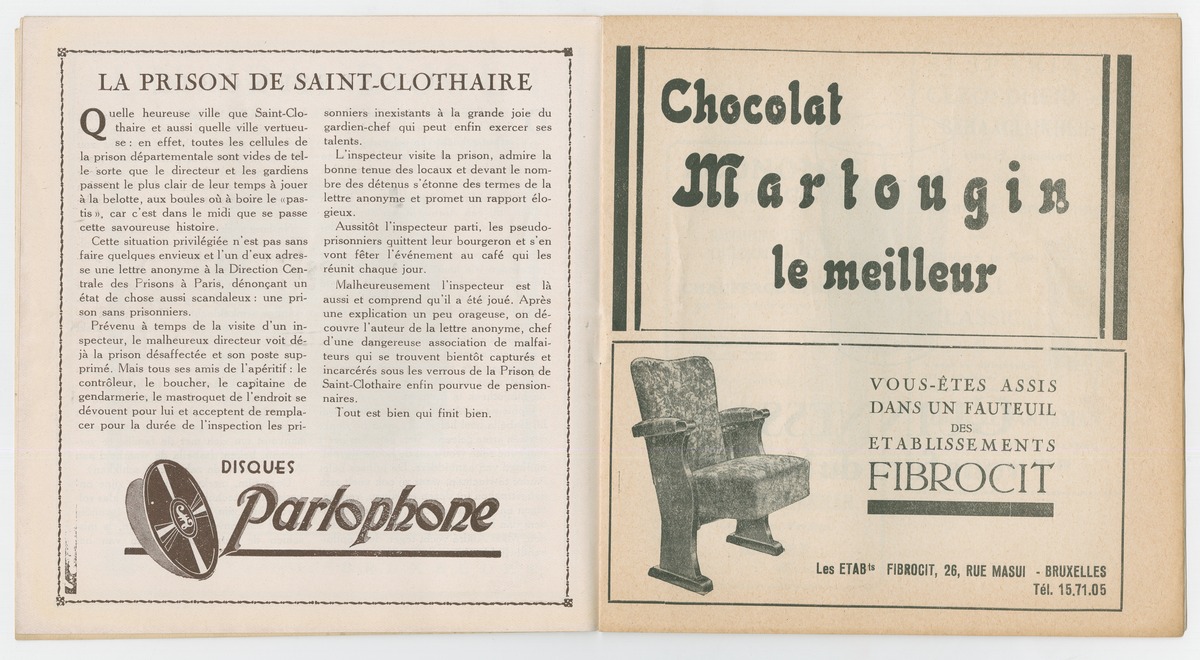 LA PRISON DE SAINT-CLOTHAIRE
Quelle heureuse ville que Saint-Clo-
thaire et aussi quelle ville vertueu-
se : en effet, toutes les cellules de
la prison départementale sont vides de tel-
le sorte que le directeur et les gardiens
passent le plus clair de leur temps à jouer
à la belotte, aux boules où à boire le «pas-
tis», car c'est dans le midi que se passe
cette savoureuse histoire.
Cette situation privilégiée n'est pas sans
faire quelques envieux et l'un d'eux adres-
se une lettre anonyme à la Direction Cen-
trale des Prisons à Paris, dénonçant un
état de chose aussi scandaleux : une pri-
son sans prisonniers.
Prévenu à temps de la visite d'un ins-
pecteur, le malheureux directeur voit dé-
jà la prison désaffectée et son poste sup-
primé. Mais tous ses amis de l'apéritif : le
contrôleur, le boucher, le capitaine de
gendarmerie, le mastroquet de l'endroit se
dévouent pour lui et acceptent de rempla-
cer pour la durée de l'inspection les pri-
sonniers inexistants à la grande joie du
gardien-chef qui peut enfin exercer ses
talents.
L'inspecteur visite la prison, admire la
bonne tenue des locaux et devant le nom-
bre des détenus s'étonne des termes de la
lettre anonyme et promet un rapport élo-
gieux.
Aussitôt l'inspecteur parti, les pseudo-
prisonniers quittent leur bourgeron et s'en
vont fêter l'événement au café qui les
réunit chaque jour.
Malheureusement l'inspecteur est là
aussi et comprend qu'il a été joué. Après
une explication un peu orageuse, on dé-
couvre l'auteur de la lettre anonyme, chef
d'une dangereuse association de malfai-
teurs qui se trouvent bientôt capturés et
incarcérés sous les verrous de la Prison de
Saint-Clothaire enfin pourvue de pension-
naires.
Tout est bien qui finit bien.
DISQUES
Parlophone
Chocolat
Martougin
le meilleur
VOUS-ÊTES ASSIS
DANS UN FAUTEUIL
DES
ETABLISSEMENTS
FIBROCIT
Les ETABts FIBROCIT, 26, RUE MASUI - BRUXELLES
Tél. 15.71.05